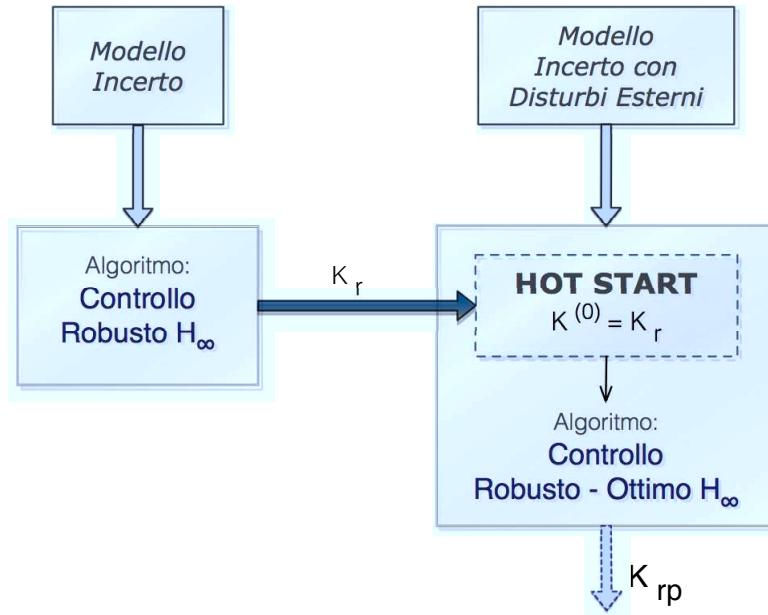 Modello
Incerto
Modello
Incerto con
Disturbi Esterni
Algoritmo:
Controllo
Robusto H∞
K r
HOT START
K (0) = K r
Algoritmo:
Controllo
Robusto - Ottimo H∞
K rp